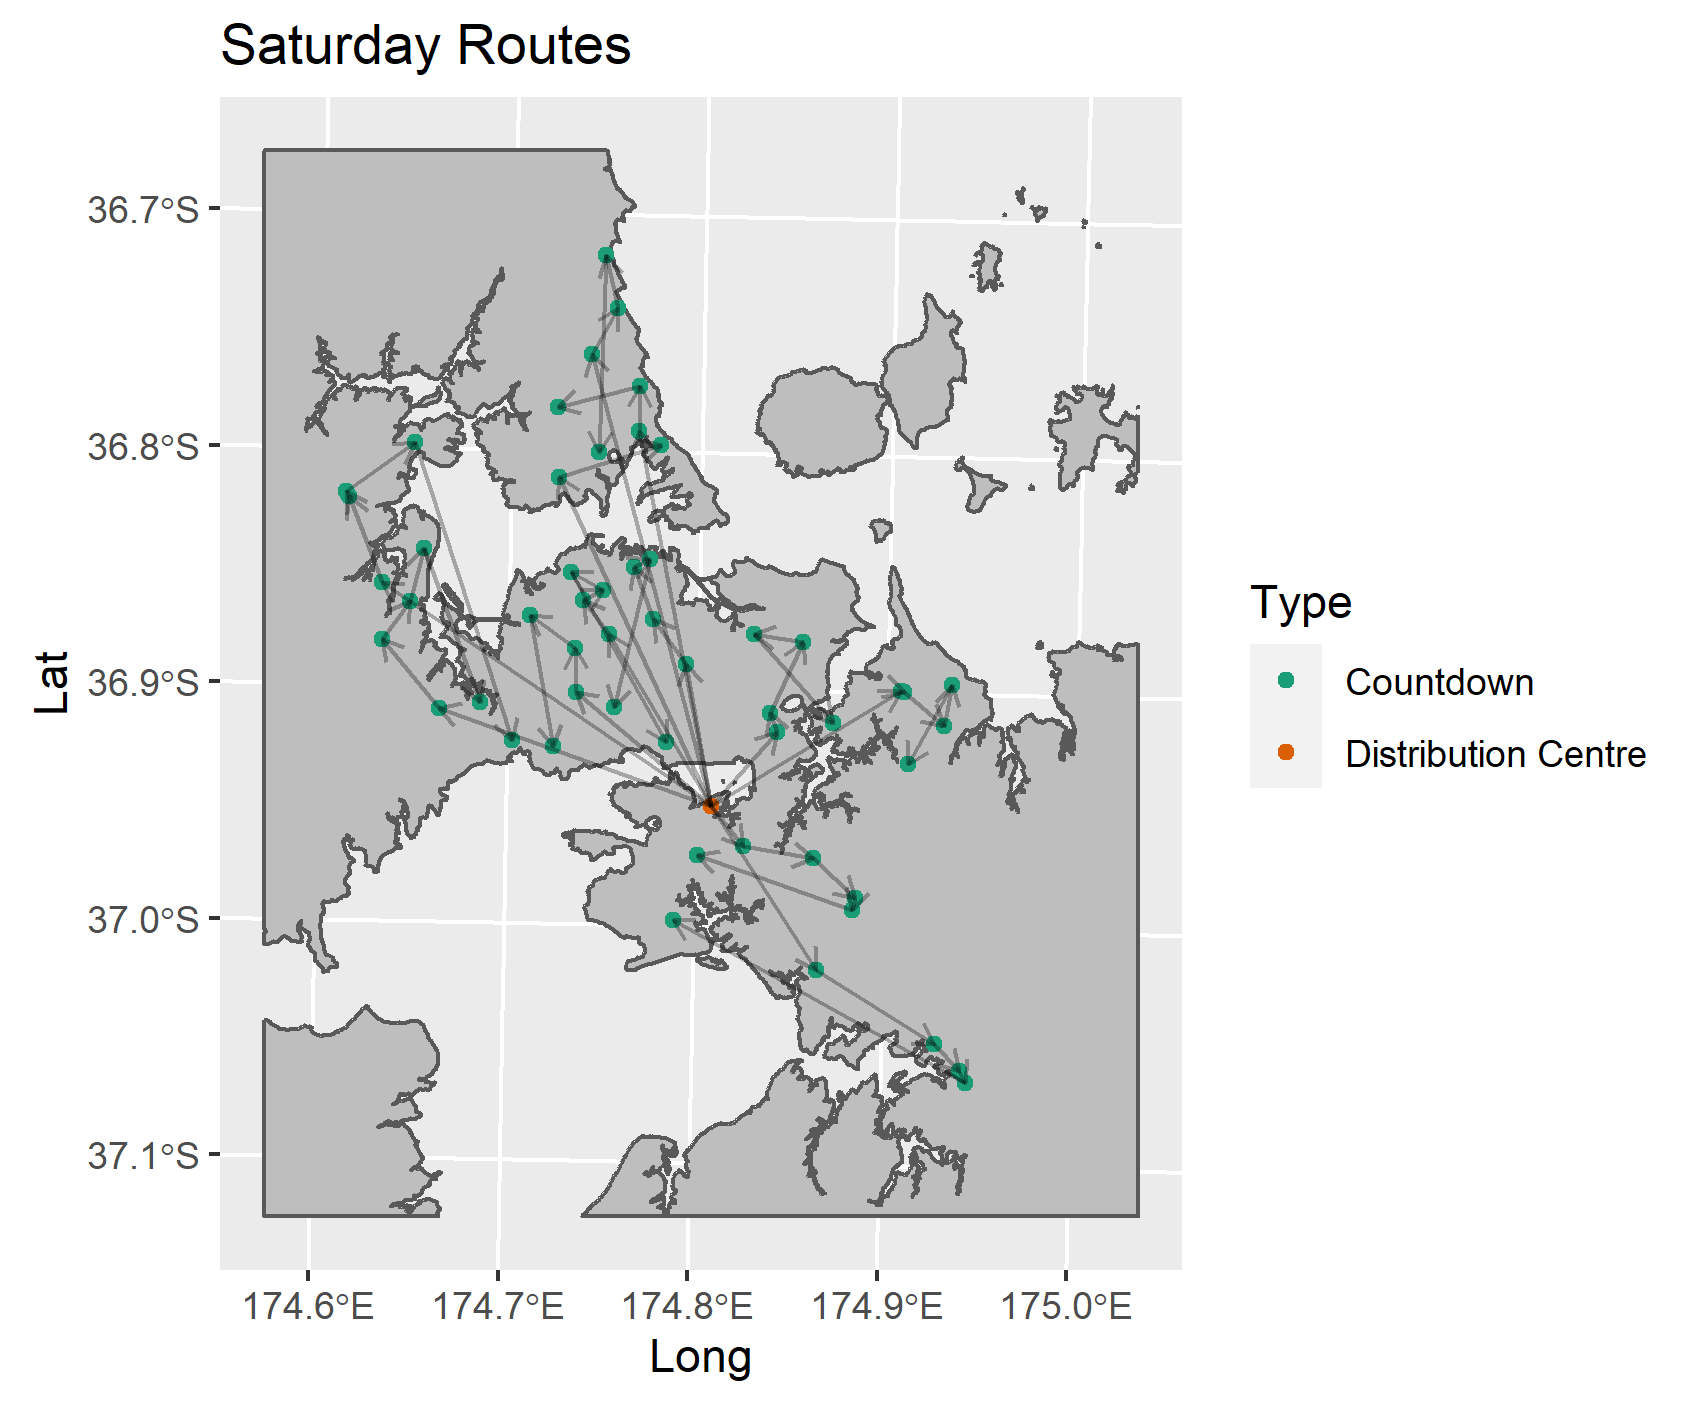 Saturday Routes
36.7°S
36.8°S
36.9°S
37.0°S
37.1°S
Lat
174.6°E 174.7°E 174.8°E 174.9°E 175.0°E
Long
Type
Countdown
Distribution Centre